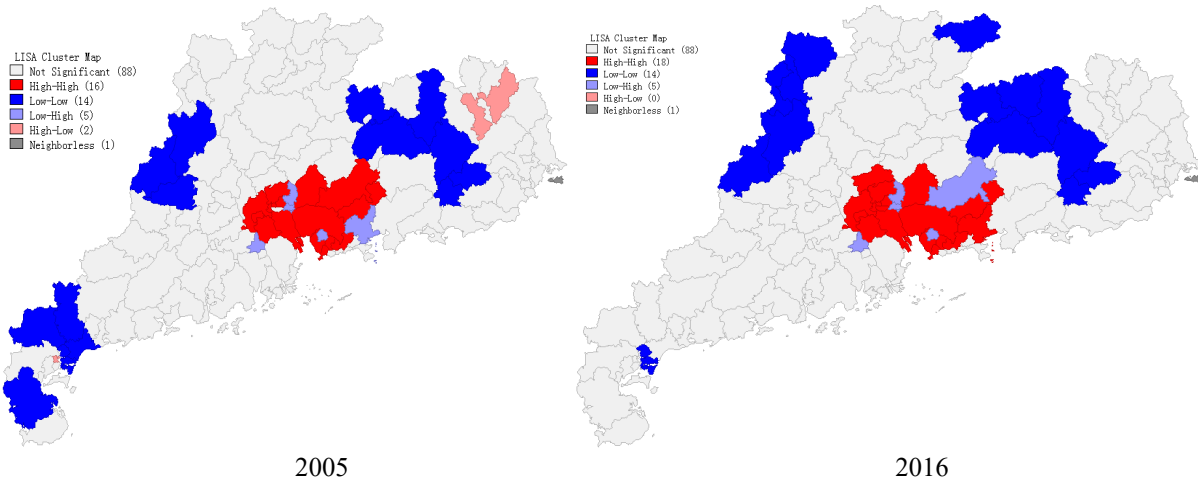 LISA Cluster Map
Not Significant (88)
High-High (16)
Low-Low (14)
Low-High (5)
High-Low (2)
Neighborless (1)
LISA Cluster Map
Not Significant (88)
High-High (18)
Low-Low (14)
Low-High (5)
High-Low (0)
Neighborless (1)
2005
2016